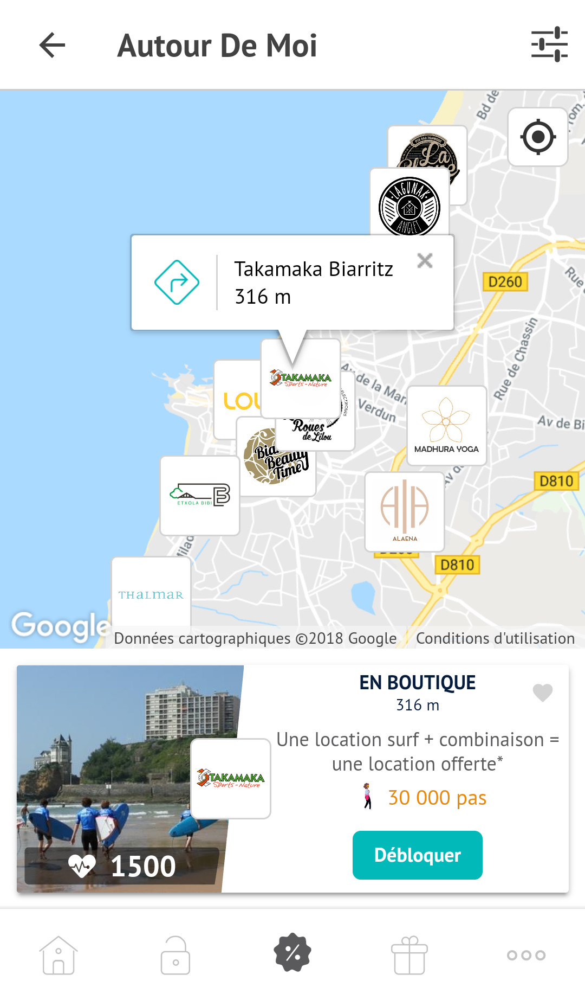 Autour De Moi
Bd de
La
LAGUNAK
ANGLET
Takamaka Biarritz
316 m
D260
Rue
Rue de Chassin
TAKAMAKA
Sports-Nature
Av de la Mar
Verdun
LOU
ELECTRIQUES
Roues
de Lilou
Beauty
Time
MADHURA YOGA
Av de Bi
Av de
D810
ETXOLA BIBI
B
ALAENA
D810
THALMAR
Google
Données cartographiques ©2018 Google
Conditions d'utilisation
EN BOUTIQUE
316 m
Une location surf + combinaison =
une location offerte*
TAKAMAKA
Sports-Nature
30 000 pas
Débloquer
1500